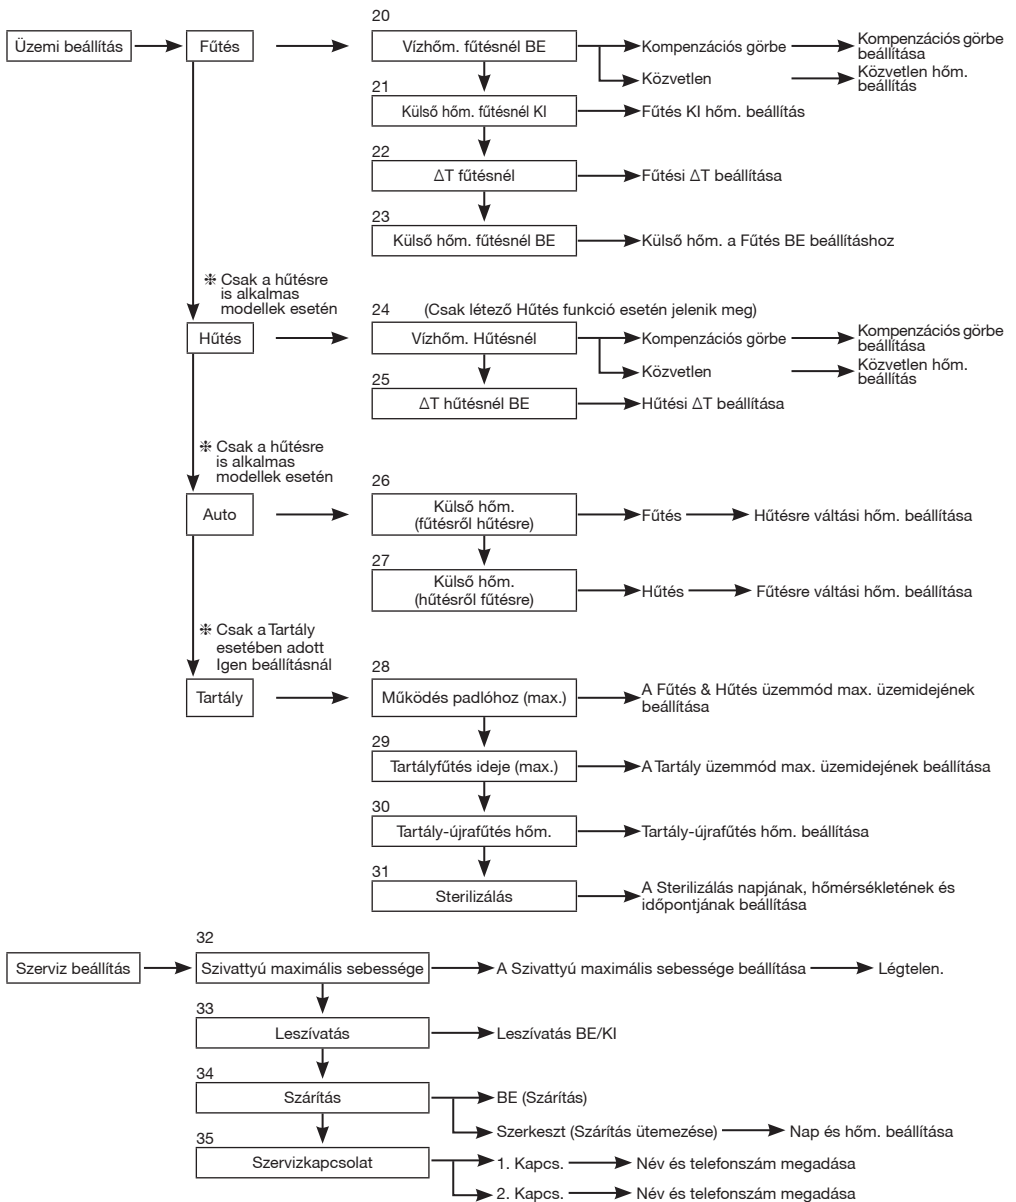 20
Üzemi beállítás
Fűtés
Vízhőm. fűtésnél BE
Kompenzációs görbe
Kompenzációs görbe
beállítása
Közvetlen
Közvetlen hőm.
beállítás
21
Külső hőm. fűtésnél KI
Fűtés KI hőm. beállítás
22
ΔT fűtésnél
Fűtési ΔT beállítása
23
Külső hőm. fűtésnél BE
Külső hőm. a Fűtés BE beállításhoz
⁜ Csak a hűtésre
is alkalmas
modellek esetén
24
(Csak létező Hűtés funkció esetén jelenik meg)
Hűtés
Vízhőm. Hűtésnél
Kompenzációs görbe
Kompenzációs görbe
beállítása
Közvetlen
Közvetlen hőm.
beállítás
25
ΔT hűtésnél BE
Hűtési ΔT beállítása
⁜ Csak a hűtésre
is alkalmas
modellek esetén
26
Auto
Külső hőm.
(fűtésről hűtésre)
Fűtés
Hűtésre váltási hőm. beállítása
27
Külső hőm.
(hűtésről fűtésre)
Hűtés
Fűtésre váltási hőm. beállítása
⁜ Csak a Tartály
esetében adott
Igen beállításnál
28
Tartály
Működés padlóhoz (max.)
A Fűtés & Hűtés üzemmód max. üzemidejének
beállítása
29
Tartályfűtés ideje (max.)
A Tartály üzemmód max. üzemidejének beállítása
30
Tartály-újrafűtés hőm.
Tartály-újrafűtés hőm. beállítása
31
Sterilizálás
A Sterilizálás napjának, hőmérsékletének és
időpontjának beállítása
32
Szerviz beállítás
Szivattyú maximális sebessége
A Szivattyú maximális sebessége beállítása
Légtelen.
33
Leszívatás
Leszívatás BE/KI
34
Szárítás
BE (Szárítás)
Szerkeszt (Szárítás ütemezése)
Nap és hőm. beállítása
35
Szervizkapcsolat
1. Kapcs.
Név és telefonszám megadása
2. Kapcs.
Név és telefonszám megadása